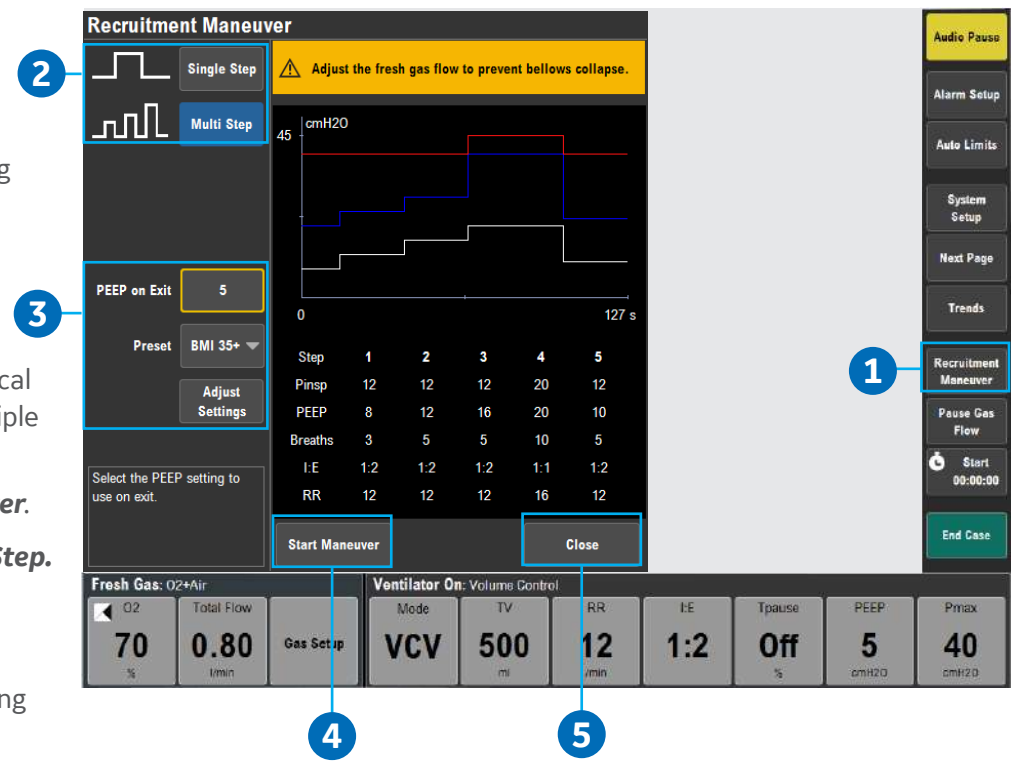 Recruitment Maneuver
2
Single Step
Multi Step
Adjust the fresh gas flow to prevent bellows collapse.
cmH2O
45
0
127 s
g
3
PEEP on Exit 5
Preset BMI 35+
Adjust
Settings
cal
iple
er.
Step.
ng
Select the PEEP setting to
use on exit.
Step 1 2 3 4 5
Pinsp 12 12 12 20 12
PEEP 8 12 16 20 10
Breaths 3 5 5 10 5
I:E 1:2 1:2 1:2 1:1 1:2
RR 12 12 12 16 12
Start Maneuver
Close
Audio Pause
Alarm Setup
Auto Limits
System
Setup
Next Page
Trends
1
Recruitment
Maneuver
Pause Gas
Flow
Start
00:00:00
End Case
Fresh Gas: O2+Air
Ventilator On: Volume Control
O2 Total Flow Mode TV RR I:E Tpause PEEP Pmax
70 0.80 Gas Setup VCV 500 12 1:2 Off 5 40
% l/min ml /min % cmH2O cmH2O
4
5